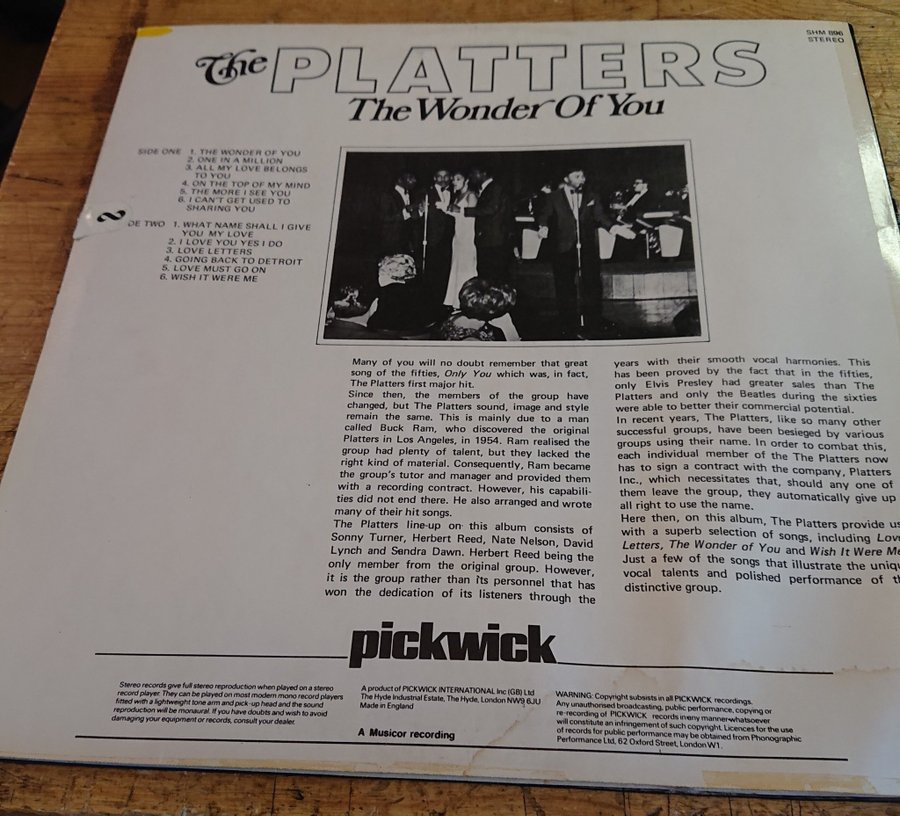 SHM 896
STEREO
The PLATTERS
The Wonder Of You
SIDE ONE 1. THE WONDER OF YOU
2. ONE IN A MILLION
3. ALL MY LOVE BELONGS
TO YOU
4. ON THE TOP OF MY MIND
5. THE MORE I SEE YOU
6. I CAN'T GET USED TO
SHARING YOU
DE TWO 1. WHAT NAME SHALL I GIVE
YOU MY LOVE
2. I LOVE YOU YES I DO
3. LOVE LETTERS
4. GOING BACK TO DETROIT
5. LOVE MUST GO ON
6. WISH IT WERE ME
Many of you will no doubt remember that great
song of the fifties, Only You which was, in fact,
The Platters first major hit.
Since then, the members of the group have
changed, but The Platters sound, image and style
remain the same. This is mainly due to a man
called Buck Ram, who discovered the original
Platters in Los Angeles, in 1954. Ram realised the
group had plenty of talent, but they lacked the
right kind of material. Consequently, Ram became
the group's tutor and manager and provided them
with a recording contract. However, his capabili-
ties did not end there. He also arranged and wrote
many of their hit songs.
The Platters line-up on this album consists of
Sonny Turner, Herbert Reed, Nate Nelson, David
Lynch and Sendra Dawn. Herbert Reed being the
only member from the original group. However,
it is the group rather than its personnel that has
won the dedication of its listeners through the
years with their smooth vocal harmonies. This
has been proved by the fact that in the fifties,
only Elvis Presley had greater sales than The
Platters and only the Beatles during the sixties
were able to better their commercial potential.
In recent years, The Platters, like so many other
successful groups, have been besieged by various
groups using their name. In order to combat this,
each individual member of the The Platters now
has to sign a contract with the company, Platters
Inc., which necessitates that, should any one of
them leave the group, they automatically give up
all right to use the name.
Here then, on this album, The Platters provide us
with a superb selection of songs, including Love
Letters, The Wonder of You and Wish It Were Me
Just a few of the songs that illustrate the uniqu
vocal talents and polished performance of th
distinctive group.
pickwick
Stereo records give full stereo reproduction when played on a stereo
record player. They can be played on most modern mono record players
fitted with a lightweight tone arm and pick-up head and the sound
reproduction will be monaural. If you have doubts and wish to avoid
damaging your equipment or records, consult your dealer.
A product of PICKWICK INTERNATIONAL Inc (GB) Ltd
The Hyde Industrial Estate, The Hyde, London NW9 6JU
Made in England
A Musicor recording
WARNING: Copyright subsists in all PICKWICK recordings.
Any unauthorised broadcasting, public performance, copying or
re-recording of PICKWICK records in any manner whatsoever
will constitute an infringement of such copyright. Licences for the use
of records for public performance may be obtained from Phonographic
Performance Ltd, 62 Oxford Street, London W1.